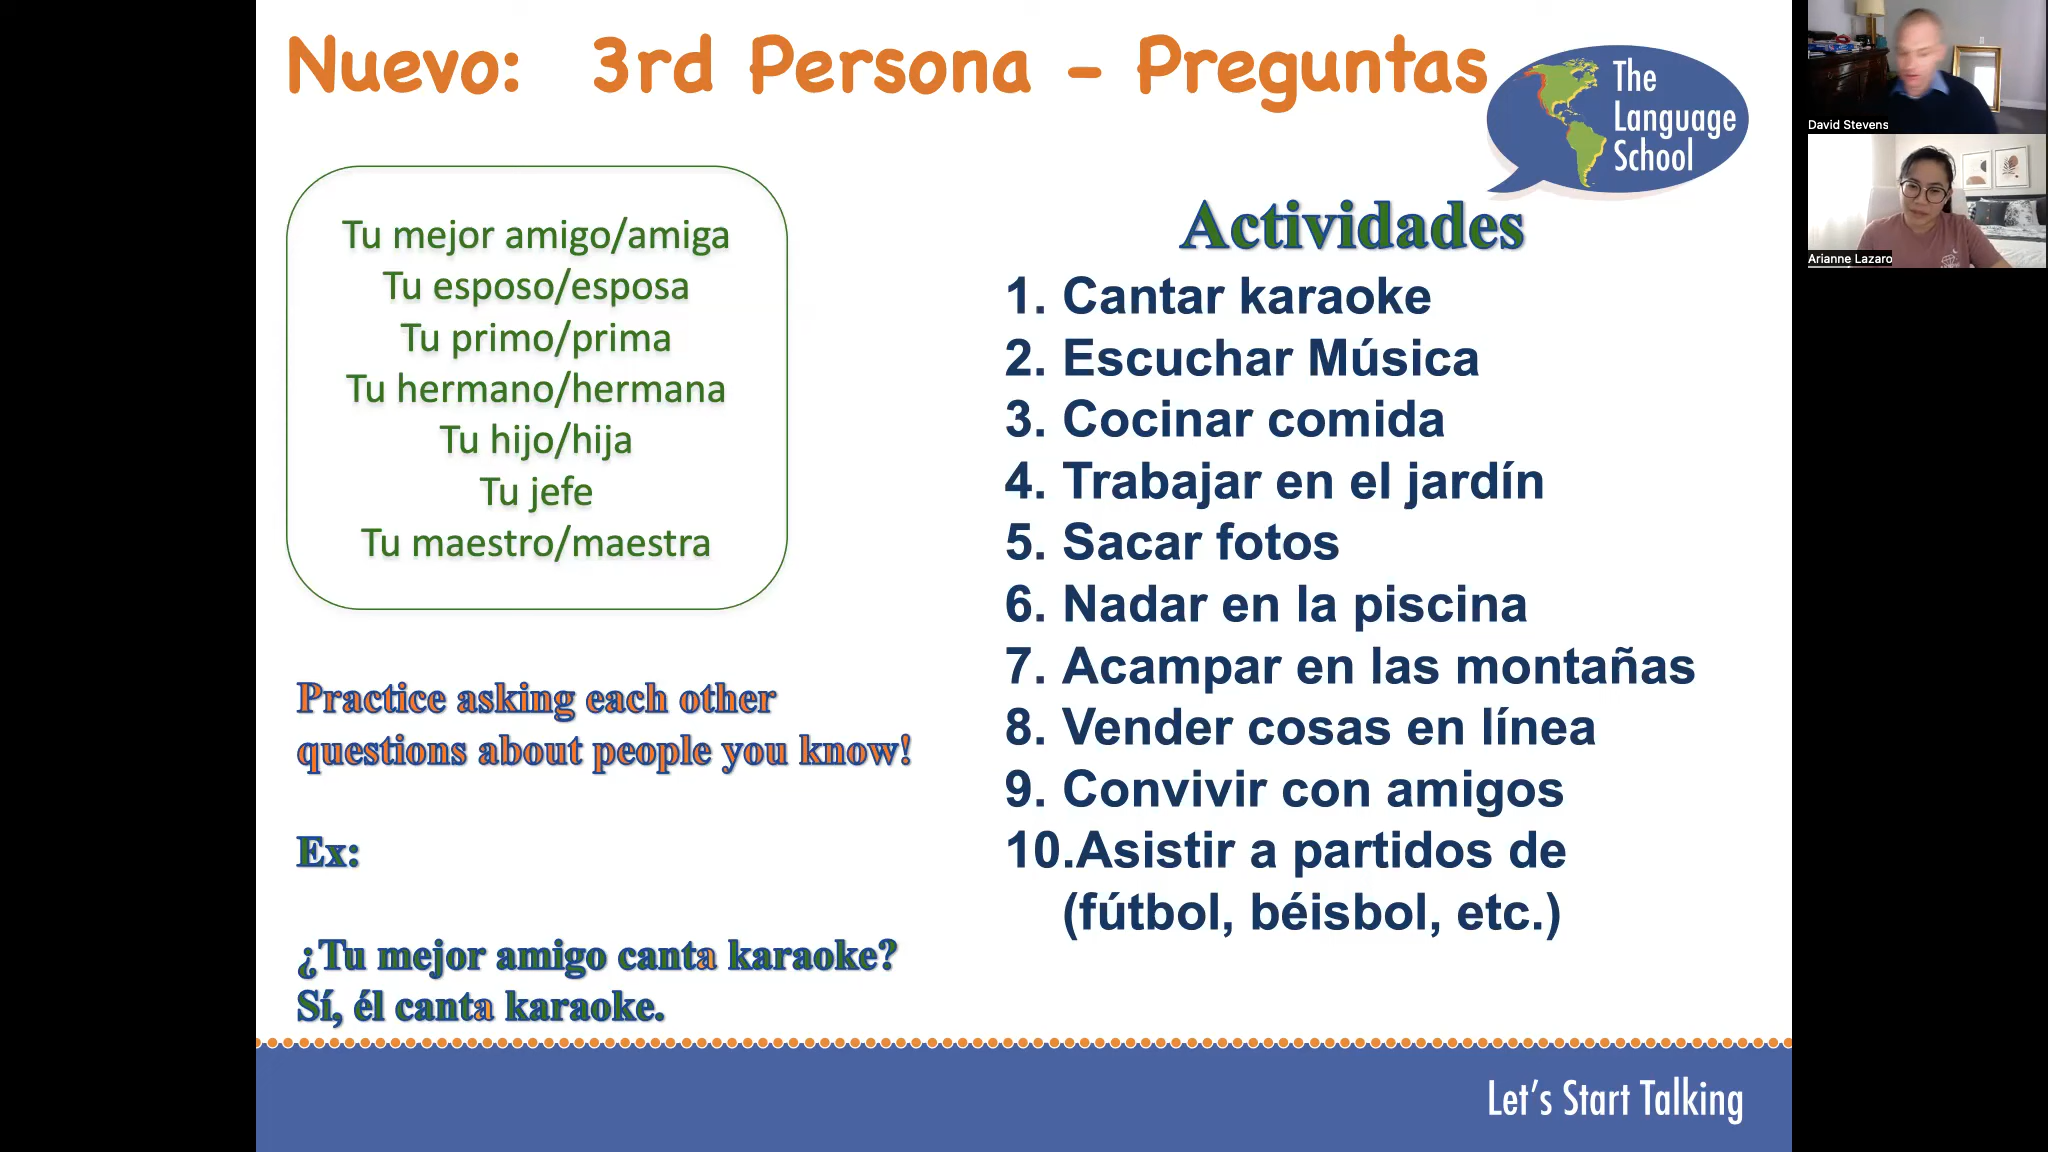 Nuevo: 3rd Persona - Preguntas
The
Language
School
Tu mejor amigo/amiga
Tu esposo/esposa
Tu primo/prima
Tu hermano/hermana
Tu hijo/hija
Tu jefe
Tu maestro/maestra
Practice asking each other
questions about people you know!
Ex:
¿Tu mejor amigo canta karaoke?
Sí, él canta karaoke.
Actividades
1. Cantar karaoke
2. Escuchar Música
3. Cocinar comida
4. Trabajar en el jardín
5. Sacar fotos
6. Nadar en la piscina
7. Acampar en las montañas
8. Vender cosas en línea
9. Convivir con amigos
10.Asistir a partidos de
(fútbol, béisbol, etc.)
Let's Start Talking
David Stevens
Arianne Lazaro